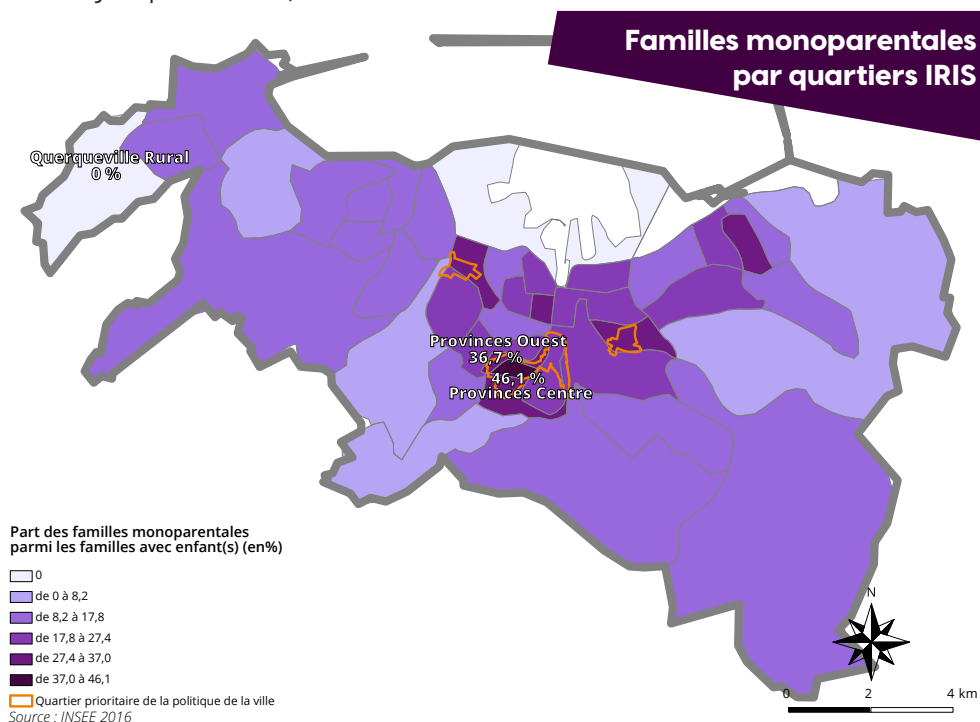 Familles monoparentales
par quartiers IRIS
Querqueville Rural
0 %
Provinces Ouest
36,7 %
46,1 %
Provinces Centre
Part des familles monoparentales
parmi les familles avec enfant(s) (en%)
0
de 0 à 8,2
de 8,2 à 17,8
de 17,8 à 27,4
de 27,4 à 37,0
de 37,0 à 46,1
Quartier prioritaire de la politique de la ville
Source : INSEE 2016
N
0 2 4 km